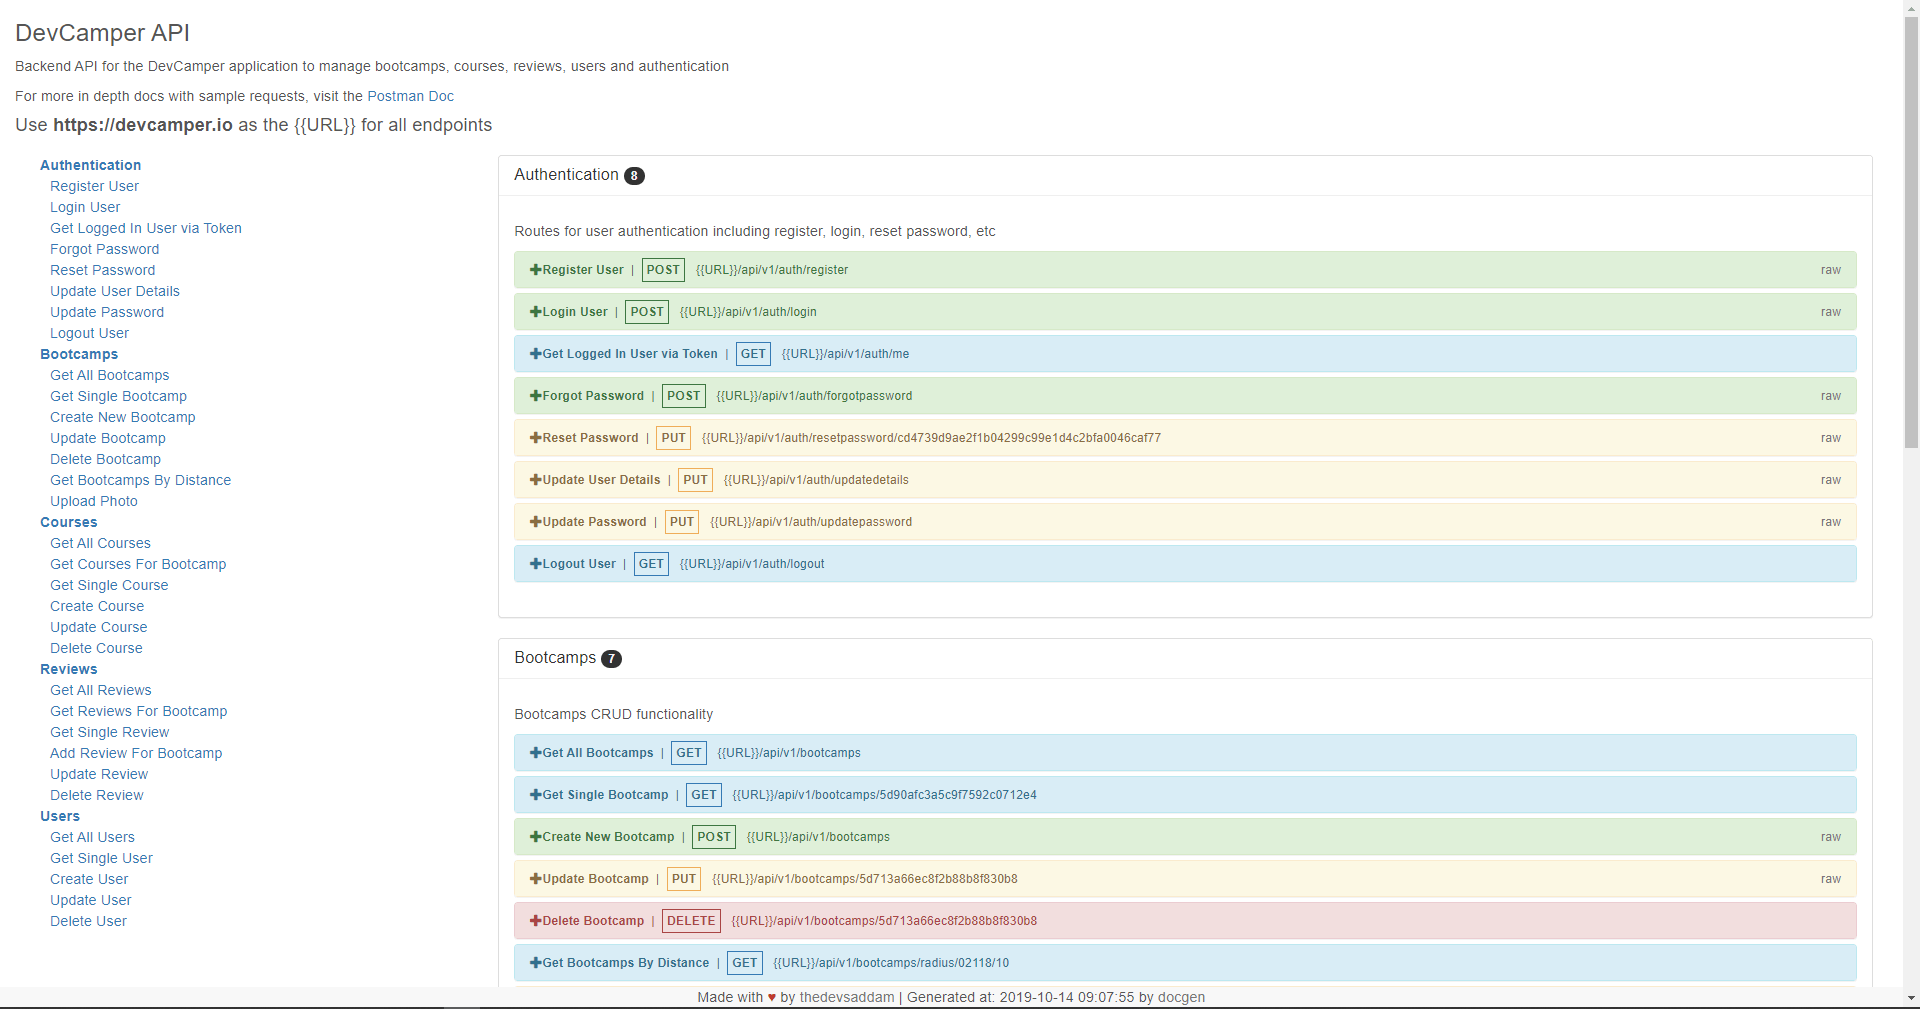 DevCamper API
Backend API for the DevCamper application to manage bootcamps, courses, reviews, users and authentication
For more in depth docs with sample requests, visit the Postman Doc
Use https://devcamper.io as the {{URL}} for all endpoints
Authentication
Register User
Login User
Get Logged In User via Token
Forgot Password
Reset Password
Update User Details
Update Password
Logout User
Bootcamps
Get All Bootcamps
Get Single Bootcamp
Create New Bootcamp
Update Bootcamp
Delete Bootcamp
Get Bootcamps By Distance
Upload Photo
Courses
Get All Courses
Get Courses For Bootcamp
Get Single Course
Create Course
Update Course
Delete Course
Reviews
Get All Reviews
Get Reviews For Bootcamp
Get Single Review
Add Review For Bootcamp
Update Review
Delete Review
Users
Get All Users
Get Single User
Create User
Update User
Delete User
Authentication 8
Routes for user authentication including register, login, reset password, etc
Register User | POST {{URL}}/api/v1/auth/register raw
Login User | POST {{URL}}/api/v1/auth/login raw
Get Logged In User via Token | GET {{URL}}/api/v1/auth/me
Forgot Password | POST {{URL}}/api/v1/auth/forgotpassword raw
Reset Password | PUT {{URL}}/api/v1/auth/resetpassword/cd4739d9ae2f1b04299c99e1d4c2bfa0046caf77 raw
Update User Details | PUT {{URL}}/api/v1/auth/updatedetails raw
Update Password | PUT {{URL}}/api/v1/auth/updatepassword raw
Logout User | GET {{URL}}/api/v1/auth/logout
Bootcamps 7
Bootcamps CRUD functionality
Get All Bootcamps | GET {{URL}}/api/v1/bootcamps
Get Single Bootcamp | GET {{URL}}/api/v1/bootcamps/5d90afc3a5c9f7592c0712e4
Create New Bootcamp | POST {{URL}}/api/v1/bootcamps raw
Update Bootcamp | PUT {{URL}}/api/v1/bootcamps/5d713a66ec8f2b88b8f830b8 raw
Delete Bootcamp | DELETE {{URL}}/api/v1/bootcamps/5d713a66ec8f2b88b8f830b8
Get Bootcamps By Distance | GET {{URL}}/api/v1/bootcamps/radius/02118/10
Made with ♥ by thedevsaddam | Generated at: 2019-10-14 09:07:55 by docgen